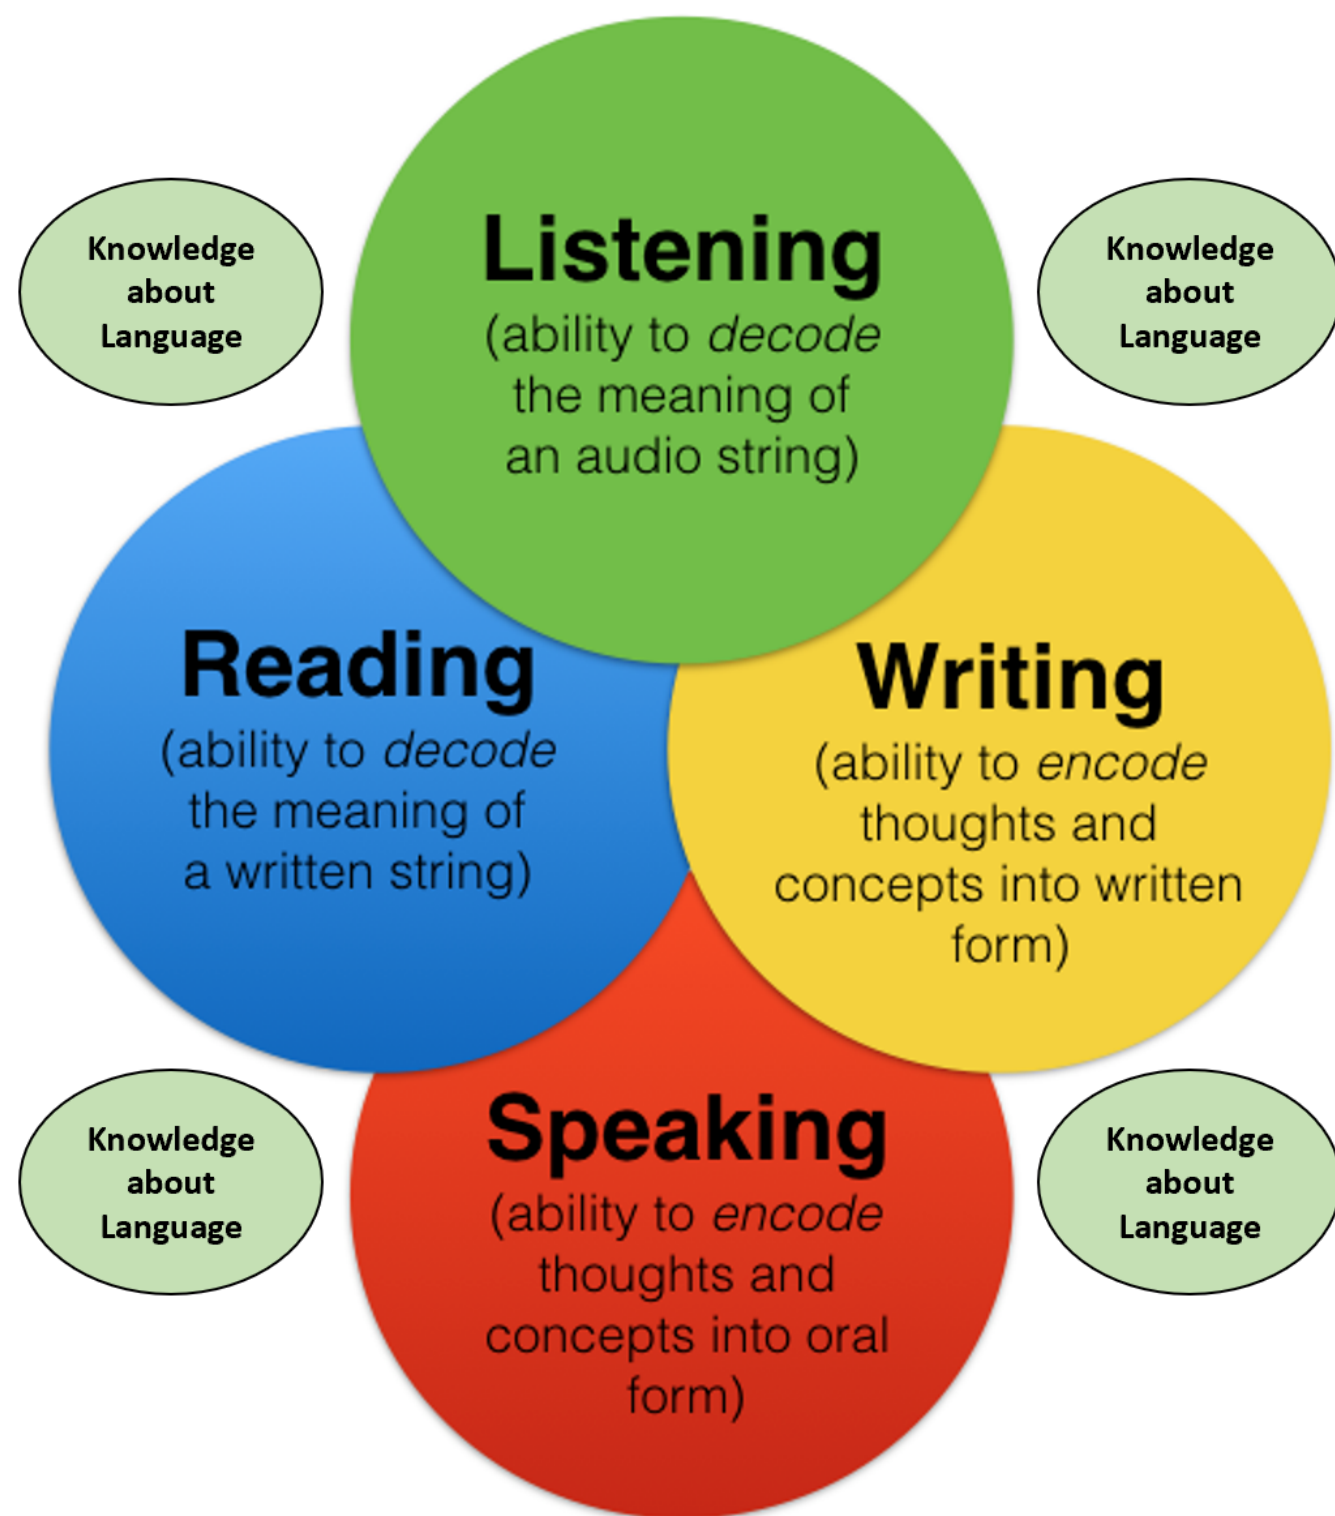 Listening
(ability to decode
the meaning of
an audio string)
Knowledge
about
Language
Knowledge
about
Language
Reading
(ability to decode
the meaning of
a written string)
Writing
(ability to encode
thoughts and
concepts into written
form)
Knowledge
about
Language
Speaking
(ability to encode
thoughts and
concepts into oral
form)
Knowledge
about
Language